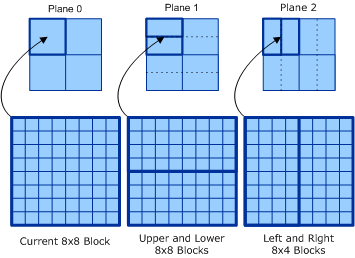 Plane 0
Plane 1
Plane 2
Current 8x8 Block
Upper and Lower
8x8 Blocks
Left and Right
8x4 Blocks